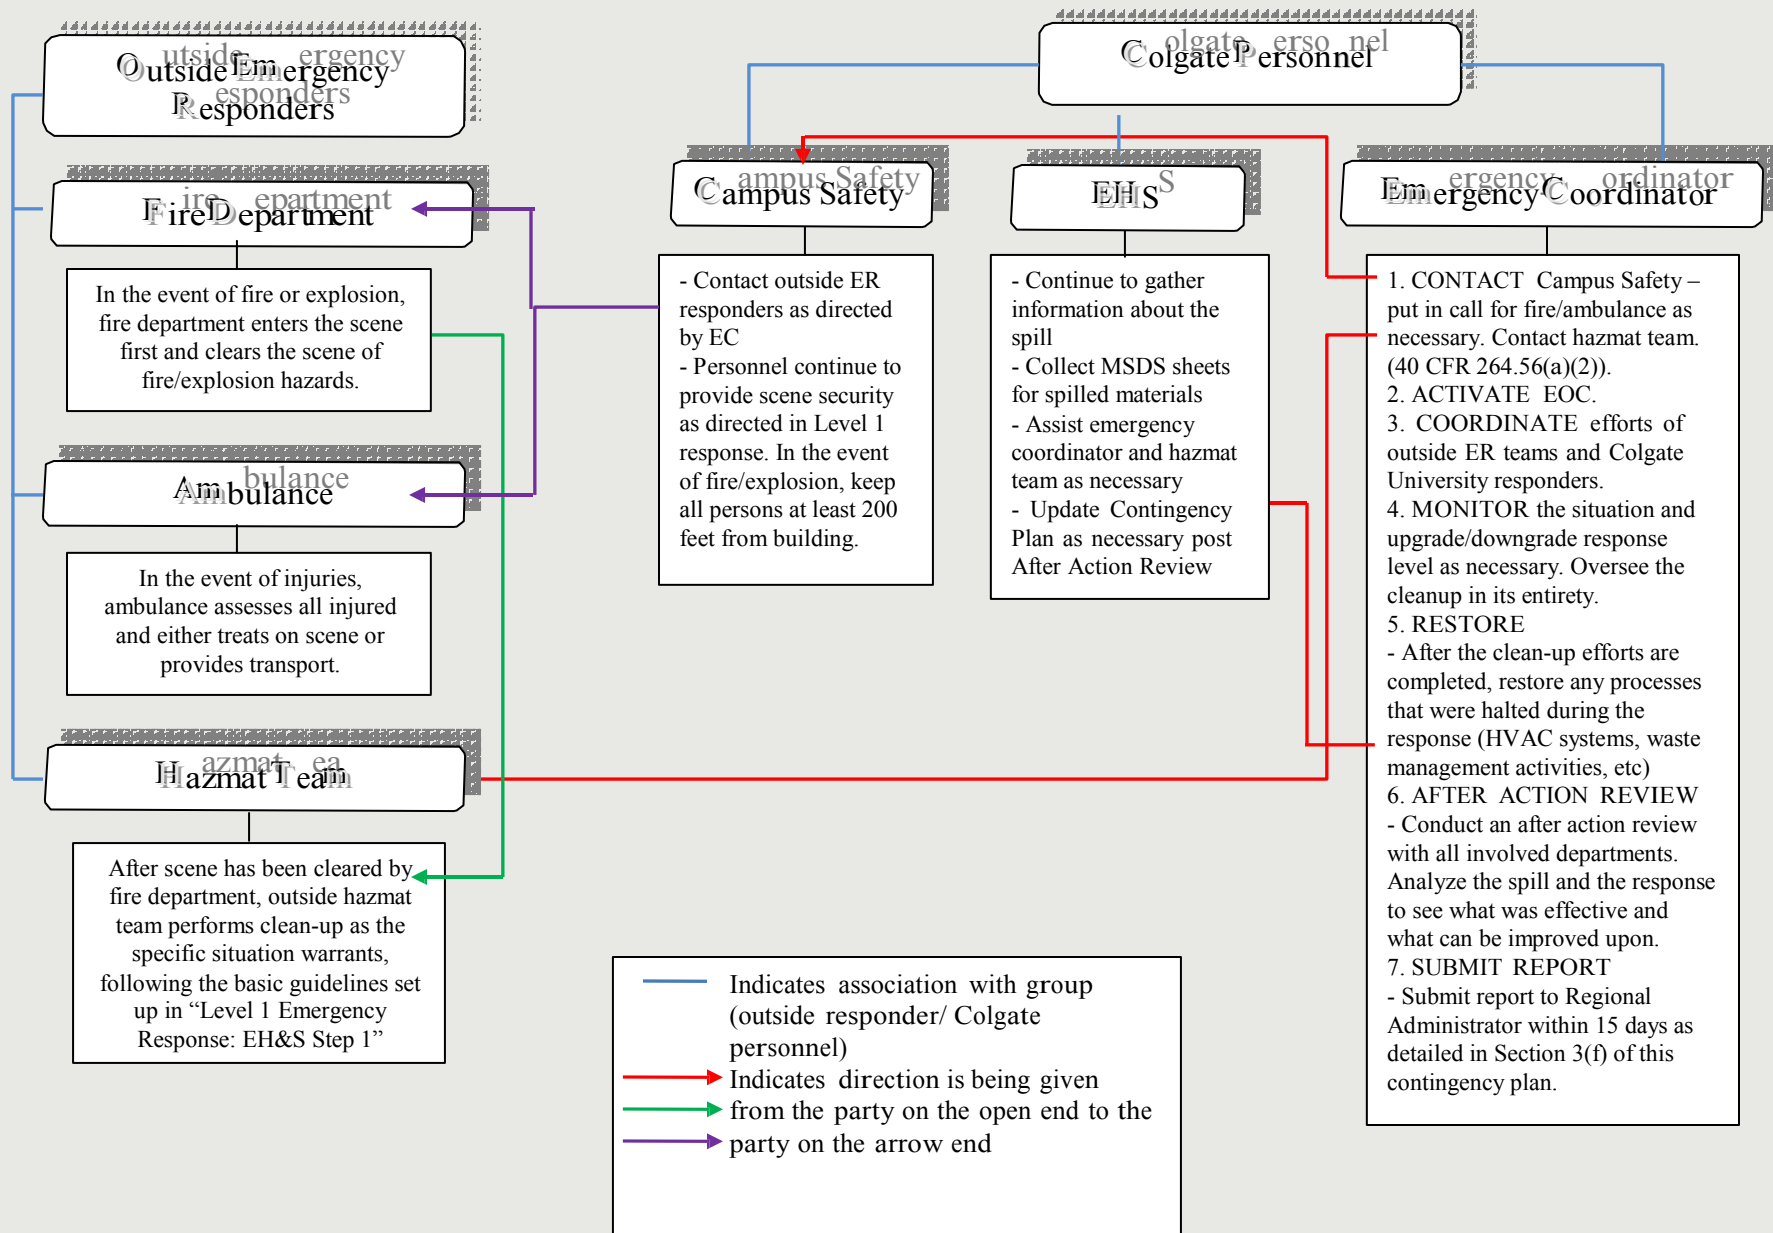 Outside Emergency
Responders
Fire Department
In the event of fire or explosion,
fire department enters the scene
first and clears the scene of
fire/explosion hazards.
Ambulance
In the event of injuries,
ambulance assesses all injured
and either treats on scene or
provides transport.
Hazmat Team
After scene has been cleared by
fire department, outside hazmat
team performs clean-up as the
specific situation warrants,
following the basic guidelines set
up in “Level 1 Emergency
Response: EH&S Step 1”
Colgate Personnel
Campus Safety
- Contact outside ER
responders as directed
by EC
- Personnel continue to
provide scene security
as directed in Level 1
response. In the event
of fire/explosion, keep
all persons at least 200
feet from building.
EHS
- Continue to gather
information about the
spill
- Collect MSDS sheets
for spilled materials
- Assist emergency
coordinator and hazmat
team as necessary
- Update Contingency
Plan as necessary post
After Action Review
Emergency Coordinator
1. CONTACT Campus Safety –
put in call for fire/ambulance as
necessary. Contact hazmat team.
(40 CFR 264.56(a)(2)).
2. ACTIVATE EOC.
3. COORDINATE efforts of
outside ER teams and Colgate
University responders.
4. MONITOR the situation and
upgrade/downgrade response
level as necessary. Oversee the
cleanup in its entirety.
5. RESTORE
- After the clean-up efforts are
completed, restore any processes
that were halted during the
response (HVAC systems, waste
management activities, etc)
6. AFTER ACTION REVIEW
- Conduct an after action review
with all involved departments.
Analyze the spill and the response
to see what was effective and
what can be improved upon.
7. SUBMIT REPORT
- Submit report to Regional
Administrator within 15 days as
detailed in Section 3(f) of this
contingency plan.
Indicates association with group
(outside responder/ Colgate
personnel)
Indicates direction is being given
from the party on the open end to the
party on the arrow end